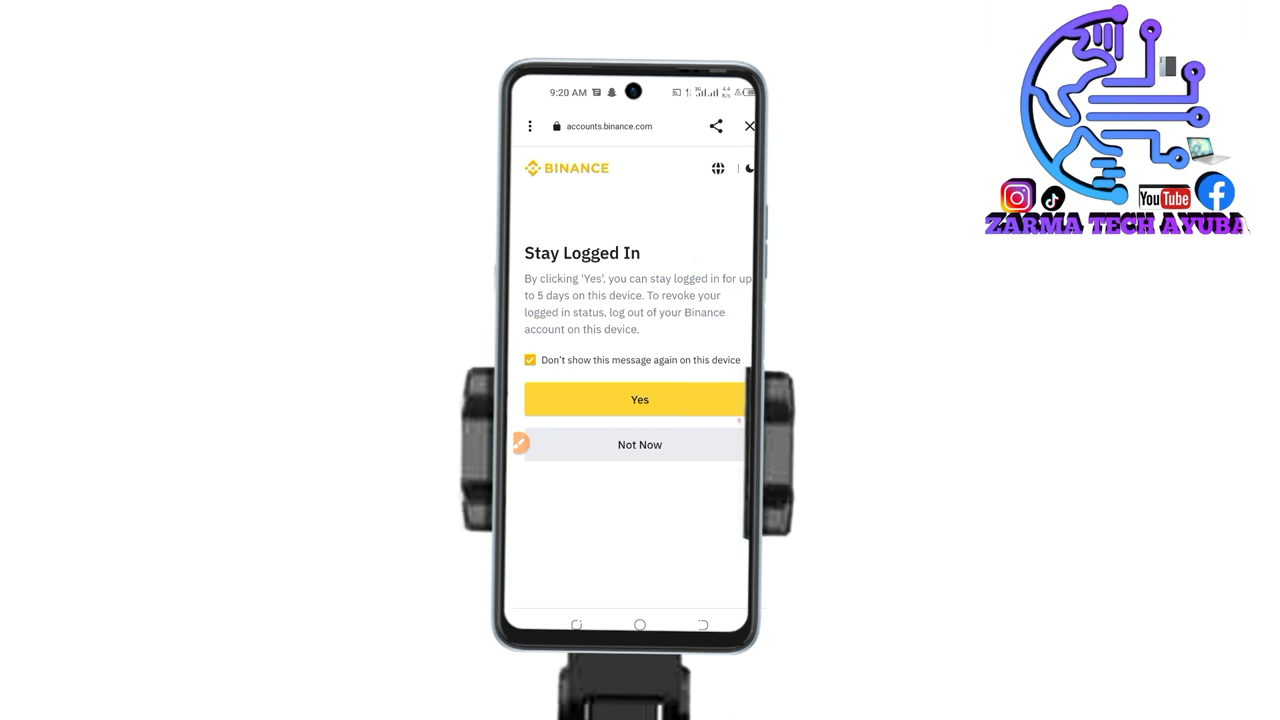 9:20 AM
accounts.binance.com
BINANCE
Stay Logged In
By clicking 'Yes', you can stay logged in for up
to 5 days on this device. To revoke your
logged in status, log out of your Binance
account on this device.
Don't show this message again on this device
Yes
Not Now
YouTube
ZARMA TECH AYUBA